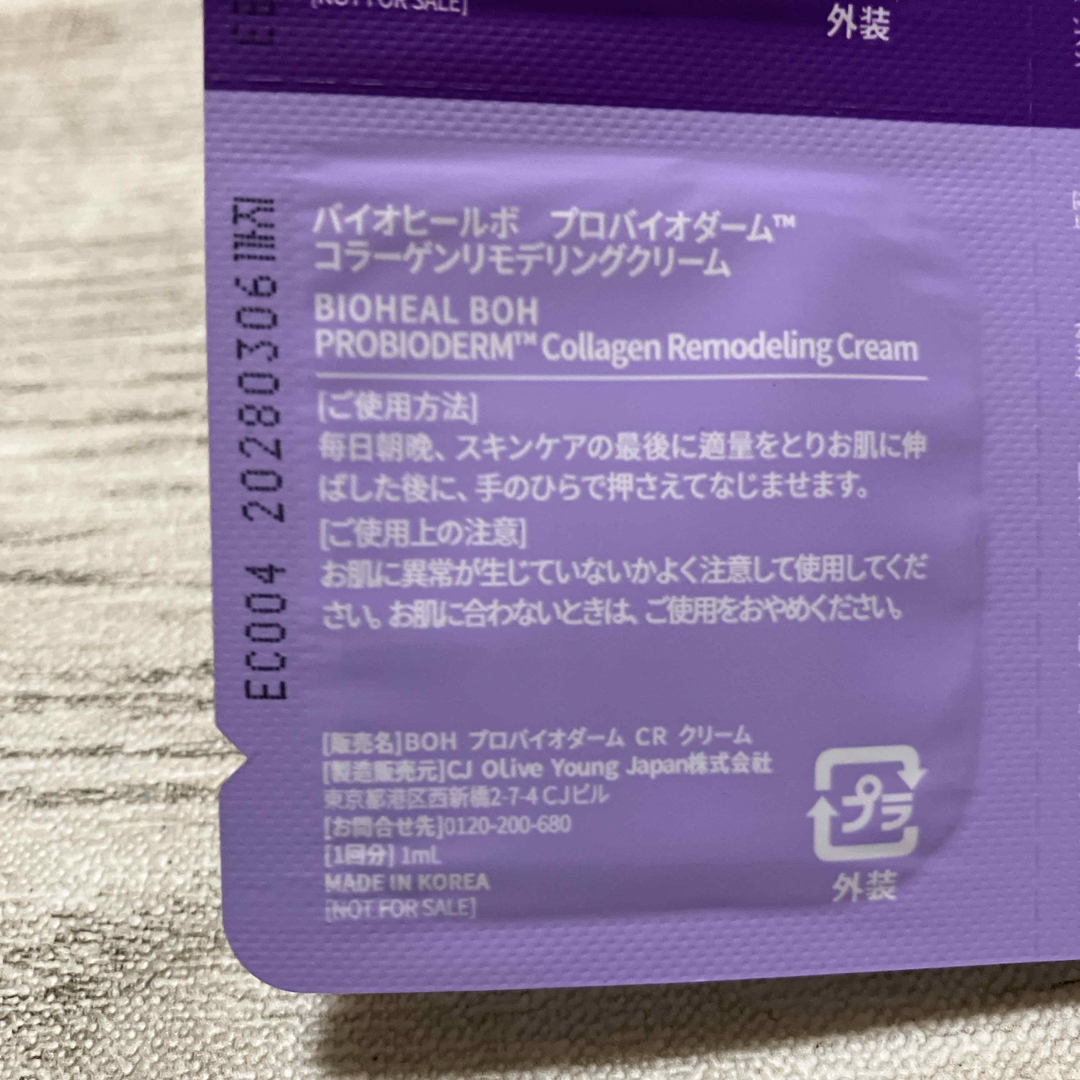 [NOT FOR SALE]
外装
バイオヒールボ プロバイオダーム™
コラーゲンリモデリングクリーム
BIOHEAL BOH
PROBIODERM™ Collagen Remodeling Cream
[ご使用方法]
毎日朝晩、スキンケアの最後に適量をとりお肌に伸
ばした後に、手のひらで押さえてなじませます。
[ご使用上の注意]
お肌に異常が生じていないかよく注意して使用してくだ
さい。お肌に合わないときは、ご使用をおやめください。
[販売名]BOH プロバイオダーム CR クリーム
[製造販売元]CJ Olive Young Japan株式会社
東京都港区西新橋2-7-4 CJビル
[お問合せ先]0120-200-680
[1回分] 1mL
MADE IN KOREA
[NOT FOR SALE]
プラ
外装
EC004 20280306까지